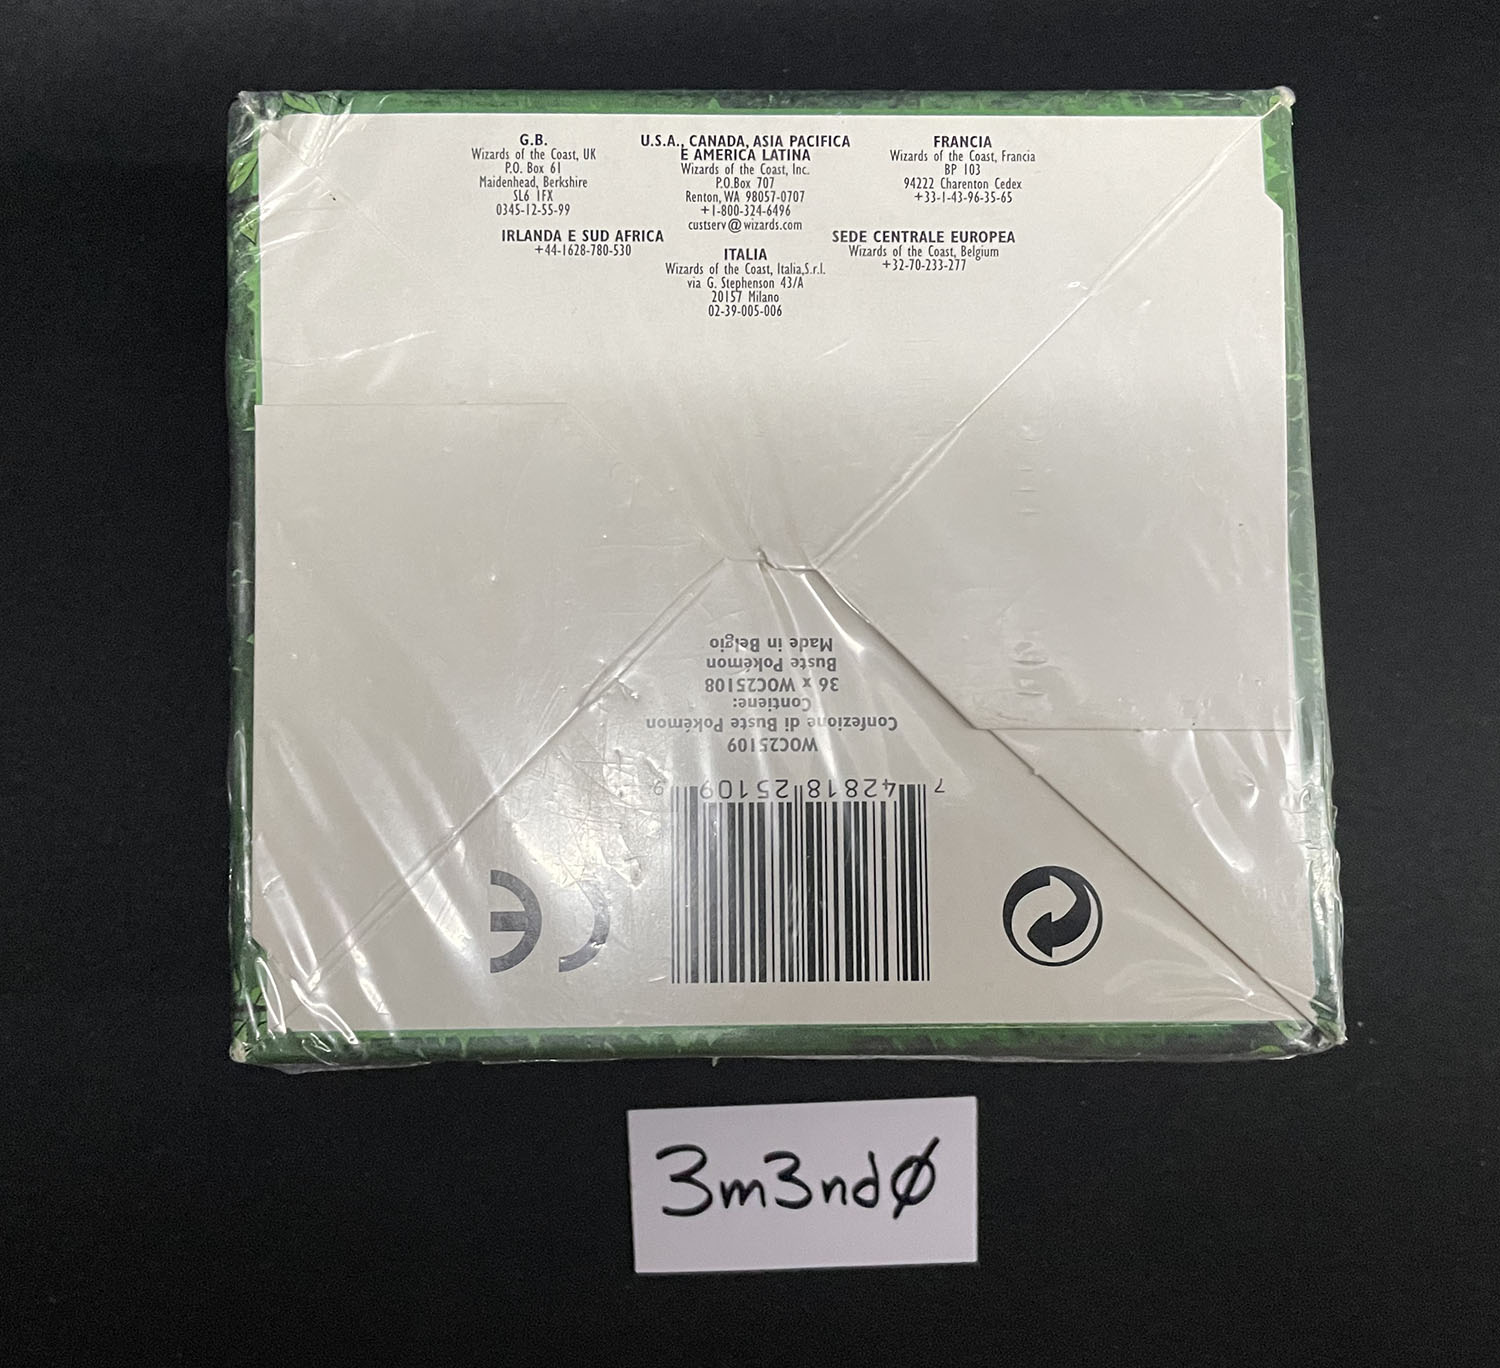 G.B.
Wizards of the Coast, UK
P.O. Box 61
Maidenhead, Berkshire
SL6 1FX
0345-12-55-99
U.S.A., CANADA, ASIA PACIFICA
E AMERICA LATINA
Wizards of the Coast, Inc.
P.O.Box 707
Renton, WA 98057-0707
+1-800-324-6496
custserv@wizards.com
FRANCIA
Wizards of the Coast, Francia
BP 103
94222 Charenton Cedex
+33-1-43-96-35-65
IRLANDA E SUD AFRICA
+44-1628-780-530
ITALIA
Wizards of the Coast, Italia,S.r.l.
via G. Stephenson 43/A
20157 Milano
02-39-005-006
SEDE CENTRALE EUROPEA
Wizards of the Coast, Belgium
+32-70-233-277
7 42818 25109 9
WOC25109
Confezione di Buste Pokémon
Contiene:
36 x WOC25108
Buste Pokémon
Made in Belgio
CE
3m3ndØ